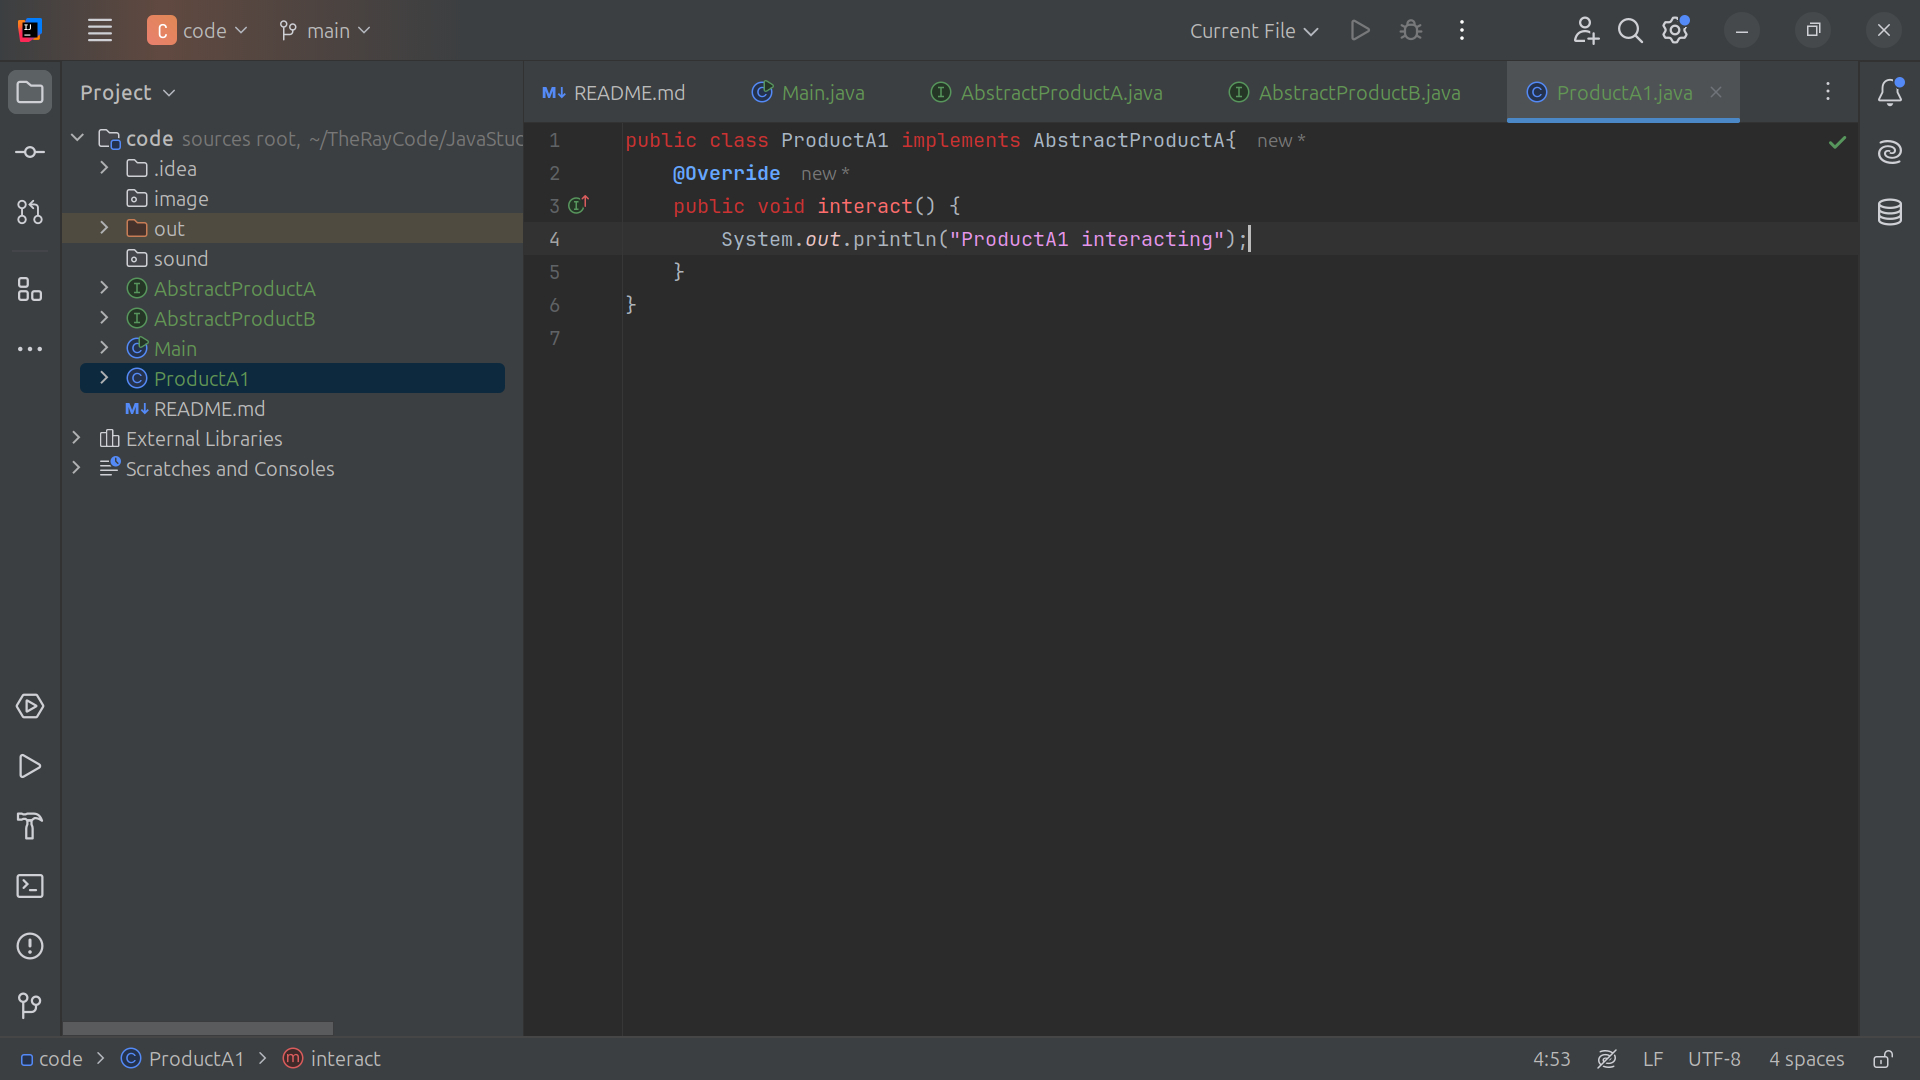 code
main
Current File
Project
code sources root, ~/TheRayCode/JavaStud
.idea
image
out
sound
AbstractProductA
AbstractProductB
Main
ProductA1
README.md
External Libraries
Scratches and Consoles
README.md
Main.java
AbstractProductA.java
AbstractProductB.java
ProductA1.java
1 public class ProductA1 implements AbstractProductA{ new *
2 @Override new *
3 public void interact() {
4 System.out.println("ProductA1 interacting");
5 }
6 }
7
code > ProductA1 > interact
4:53
LF
UTF-8
4 spaces